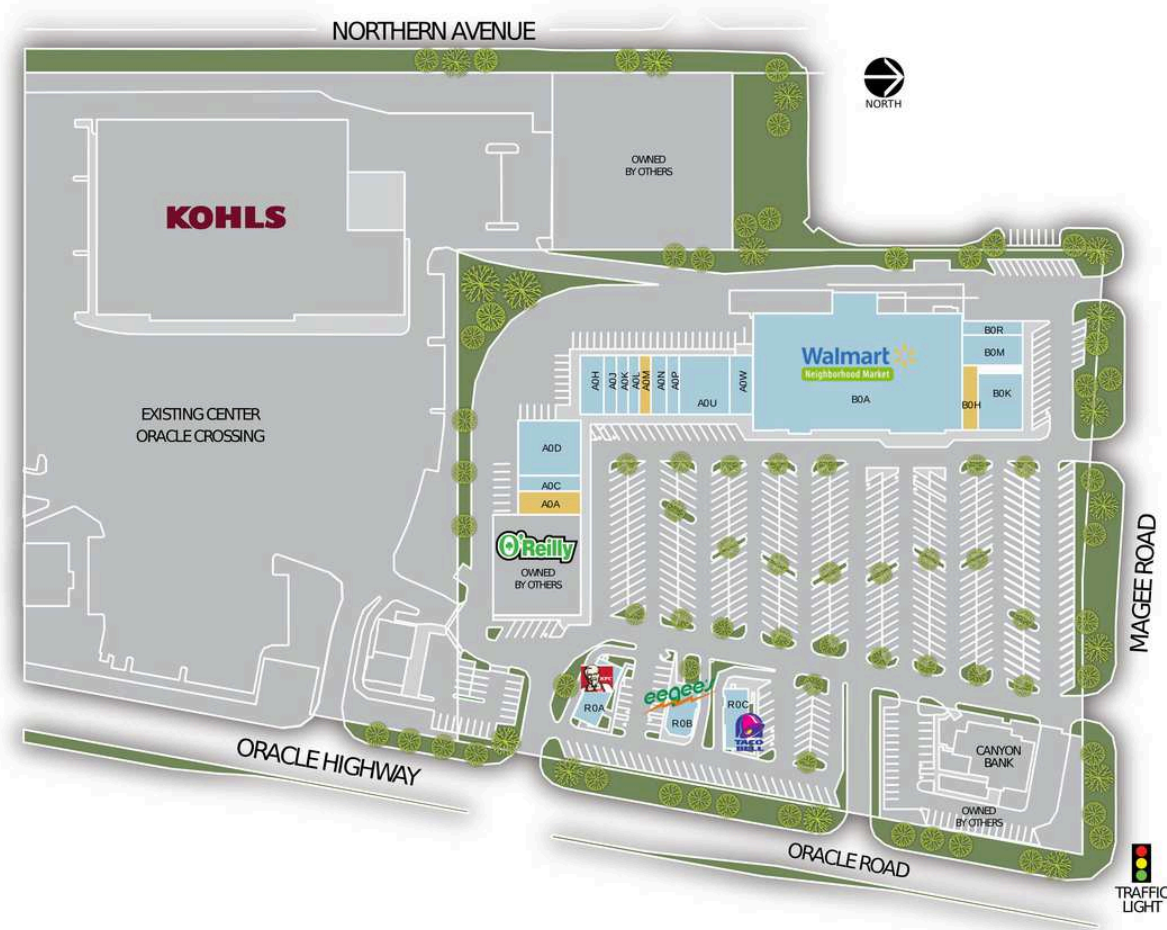 NORTHERN AVENUE
NORTH
OWNED
BY OTHERS
KOHLS
EXISTING CENTER
ORACLE CROSSING
A0H
A0J
A0K
A0L
A0M
A0N
A0P
A0U
A0W
Walmart
Neighborhood Market
B0A
B0R
B0M
B0H
B0K
A0D
A0C
A0A
O'Reilly
OWNED
BY OTHERS
MAGEE ROAD
KFC
R0A
eegee's
R0B
R0C
TACO
BELL
CANYON
BANK
OWNED
BY OTHERS
ORACLE HIGHWAY
ORACLE ROAD
TRAFFIC
LIGHT